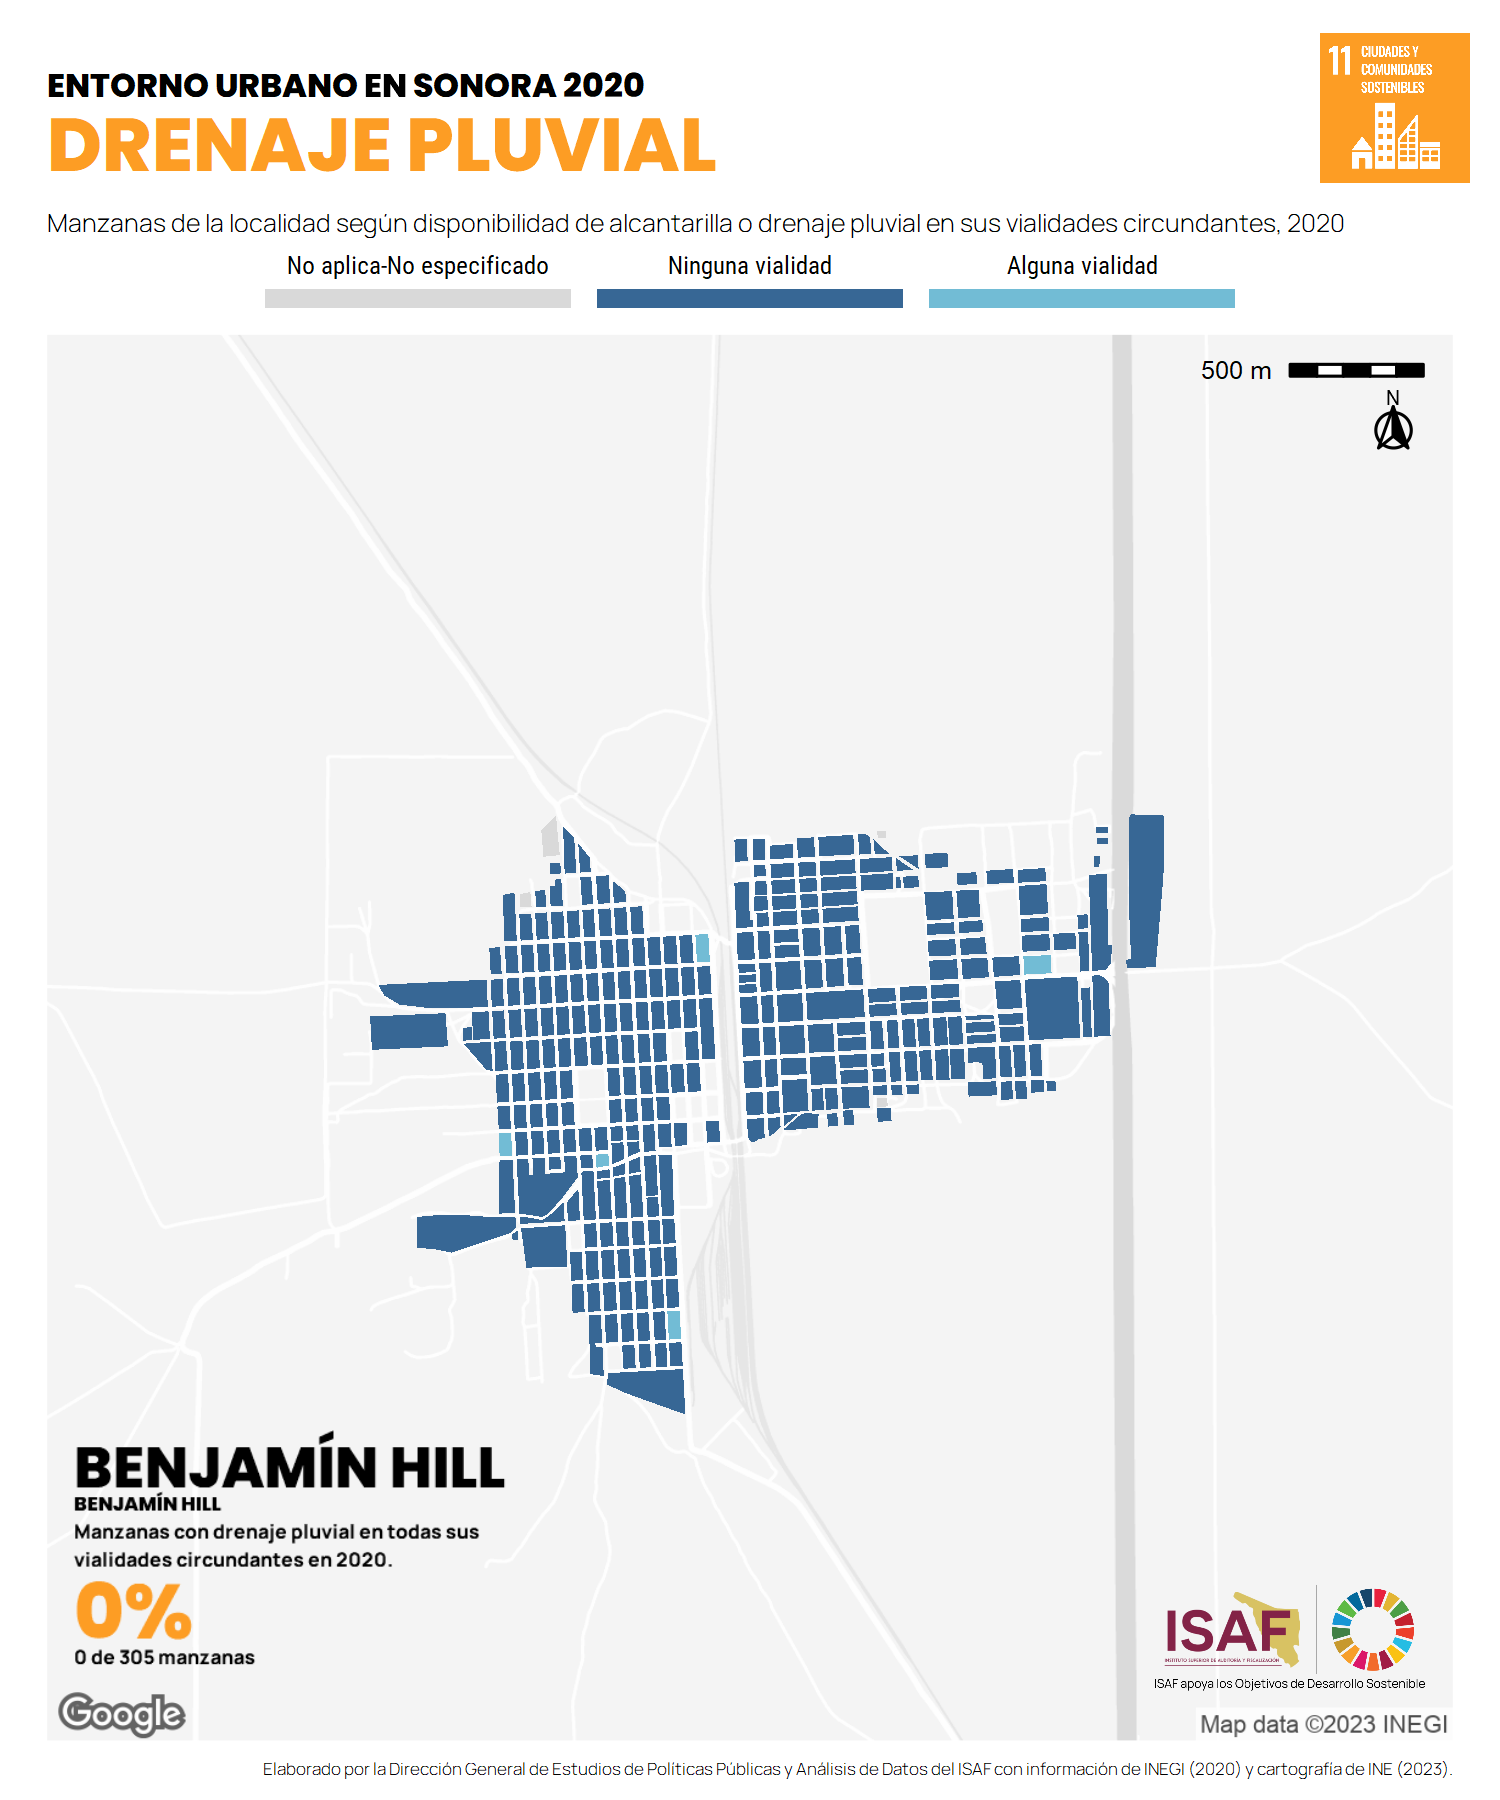 ENTORNO URBANO EN SONORA 2020
DRENAJE PLUVIAL
11 CIUDADES Y
COMUNIDADES
SOSTENIBLES
Manzanas de la localidad según disponibilidad de alcantarilla o drenaje pluvial en sus vialidades circundantes, 2020
No aplica-No especificado
Ninguna vialidad
Alguna vialidad
500 m
N
BENJAMÍN HILL
BENJAMÍN HILL
Manzanas con drenaje pluvial en todas sus
vialidades circundantes en 2020.
0%
0 de 305 manzanas
Google
ISAF
INSTITUTO SUPERIOR DE AUDITORÍA Y FISCALIZACIÓN
ISAF apoya los Objetivos de Desarrollo Sostenible
Map data ©2023 INEGI
Elaborado por la Dirección General de Estudios de Políticas Públicas y Análisis de Datos del ISAF con información de INEGI (2020) y cartografía de INE (2023).